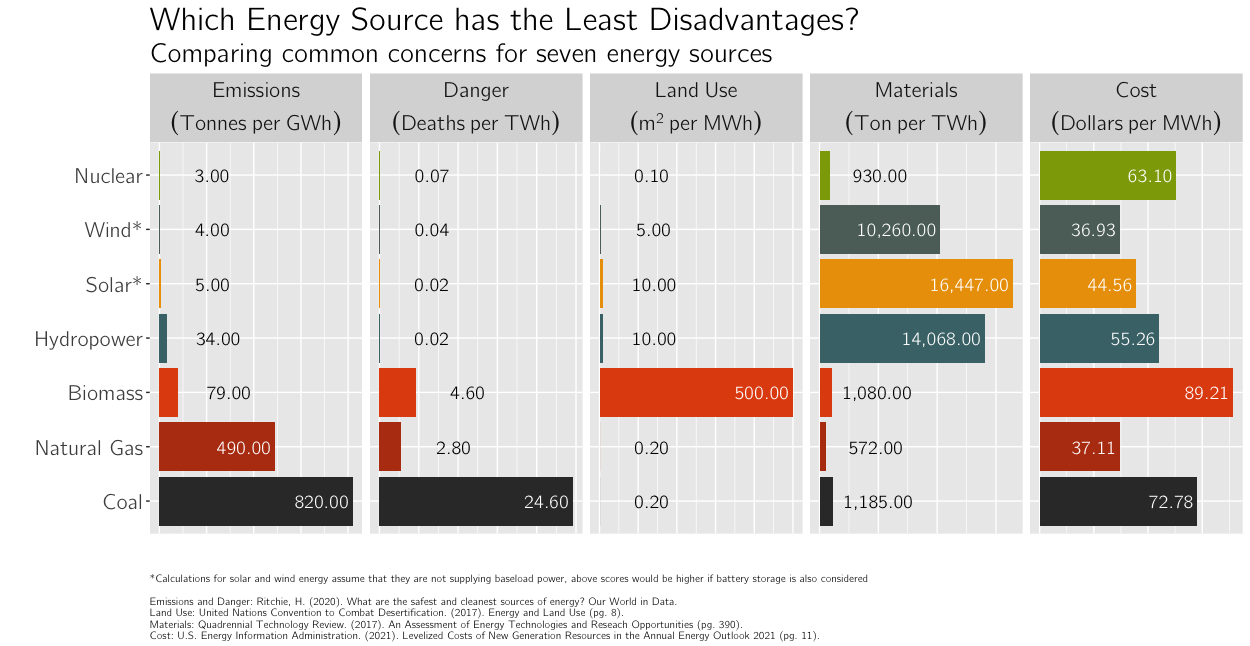 Which Energy Source has the Least Disadvantages?
Comparing common concerns for seven energy sources
Emissions Danger Land Use Materials Cost
(Tonnes per GWh) (Deaths per TWh) (m² per MWh) (Ton per TWh) (Dollars per MWh)
Nuclear 3.00 0.07 0.10 930.00 63.10
Wind* 4.00 0.04 5.00 10,260.00 36.93
Solar* 5.00 0.02 10.00 16,447.00 44.56
Hydropower 34.00 0.02 10.00 14,068.00 55.26
Biomass 79.00 4.60 500.00 1,080.00 89.21
Natural Gas 490.00 2.80 0.20 572.00 37.11
Coal 820.00 24.60 0.20 1,185.00 72.78
*Calculations for solar and wind energy assume that they are not supplying baseload power, above scores would be higher if battery storage is also considered
Emissions and Danger: Ritchie, H. (2020). What are the safest and cleanest sources of energy? Our World in Data.
Land Use: United Nations Convention to Combat Desertification. (2017). Energy and Land Use (pg. 8).
Materials: Quadrennial Technology Review. (2017). An Assessment of Energy Technologies and Reseach Opportunities (pg. 390).
Cost: U.S. Energy Information Administration. (2021). Levelized Costs of New Generation Resources in the Annual Energy Outlook 2021 (pg. 11).